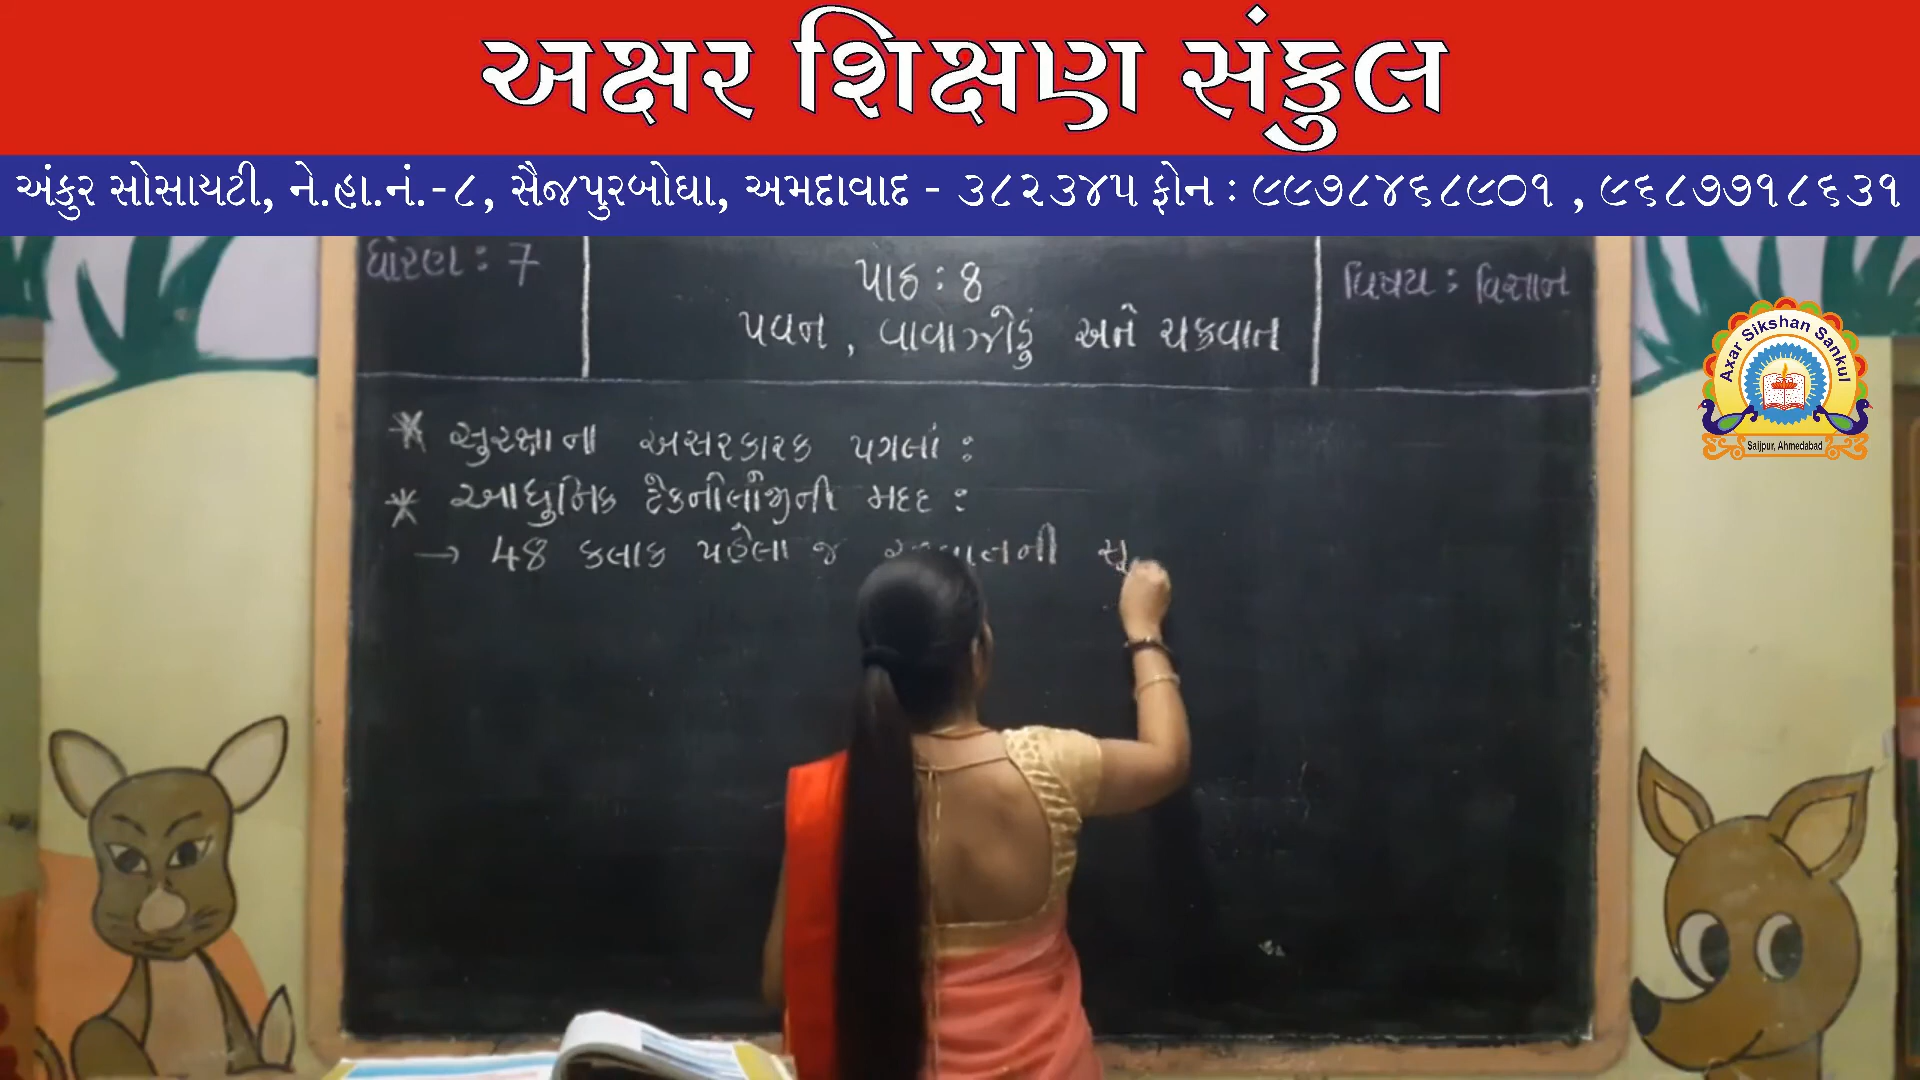 અક્ષર શિક્ષણ સંકુલ
અંકુર સોસાયટી, ને.હા.નં.-૮, સૈજપુરબોઘા, અમદાવાદ - ૩૮૨૩૪૫ ફોન : ૯૯૭૮૪૬૮૯૦૧ , ૯૬૮૭૭૧૮૬૩૧
ધોરણ : 7
પાઠ : 8
પવન , વાવાઝોડું અને ચક્રવાત
વિષય : વિજ્ઞાન
Axar Sikshan Sankul
Saijpur, Ahmedabad
* સુરક્ષાના અસરકારક પગલાં :
* આધુનિક ટેકનોલોજીની મદદ :
→ 48 કલાક પહેલા જ